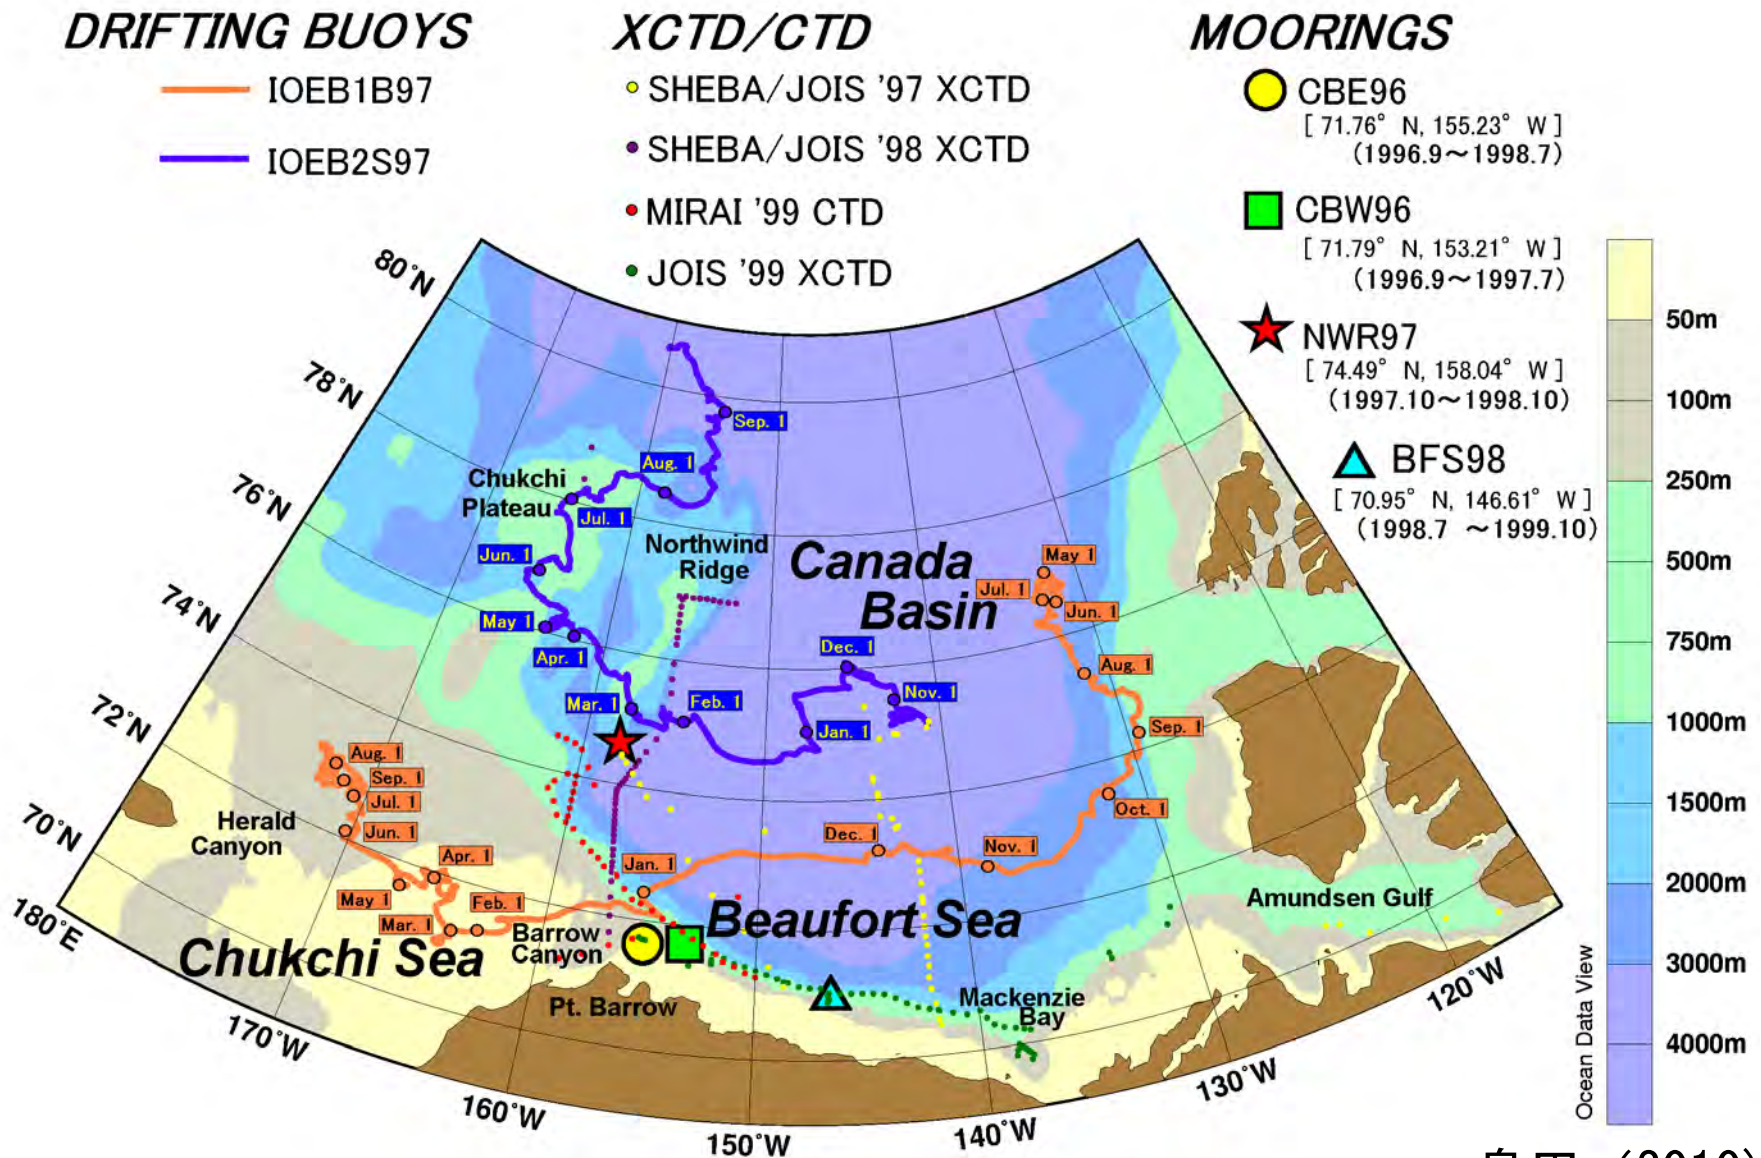 DRIFTING BUOYS
IOEB1B97
IOEB2S97
XCTD/CTD
SHEBA/JOIS '97 XCTD
SHEBA/JOIS '98 XCTD
MIRAI '99 CTD
JOIS '99 XCTD
MOORINGS
CBE96
[ 71.76° N, 155.23° W ]
(1996.9～1998.7)
CBW96
[ 71.79° N, 153.21° W ]
(1996.9～1997.7)
NWR97
[ 74.49° N, 158.04° W ]
(1997.10～1998.10)
BFS98
[ 70.95° N, 146.61° W ]
(1998.7 ～1999.10)
80°N
78°N
76°N
74°N
72°N
70°N
180°E
170°W
160°W
150°W
140°W
130°W
120°W
Sep. 1
Aug. 1
Jul. 1
Jun. 1
May 1
Apr. 1
Mar. 1
Feb. 1
Jan. 1
Dec. 1
Nov. 1
Chukchi
Plateau
Northwind
Ridge
Canada
Basin
May 1
Jul. 1
Jun. 1
Aug. 1
Sep. 1
Oct. 1
Nov. 1
Dec. 1
Jan. 1
Feb. 1
Mar. 1
Apr. 1
May 1
Jun. 1
Jul. 1
Sep. 1
Aug. 1
Herald
Canyon
Chukchi Sea
Barrow
Canyon
Pt. Barrow
Beaufort Sea
Mackenzie
Bay
Amundsen Gulf
50m
100m
250m
500m
750m
1000m
1500m
2000m
3000m
4000m
Ocean Data View